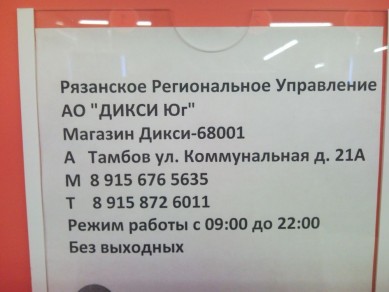 Рязанское Региональное Управление
АО "ДИКСИ Юг"
Магазин Дикси-68001
А Тамбов ул. Коммунальная д. 21А
М 8 915 676 5635
Т 8 915 872 6011
Режим работы с 09:00 до 22:00
Без выходных